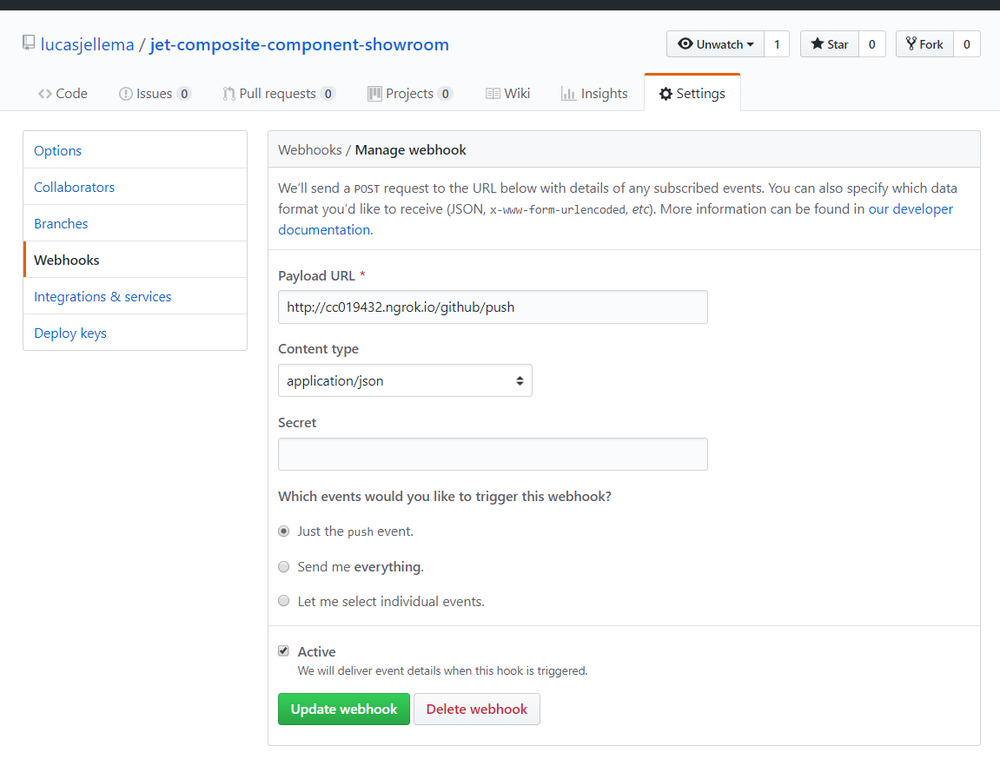 lucasjellema / jet-composite-component-showroom
Unwatch 1 Star 0 Fork 0
Code Issues 0 Pull requests 0 Projects 0 Wiki Insights Settings
Options
Collaborators
Branches
Webhooks
Integrations & services
Deploy keys
Webhooks / Manage webhook
We’ll send a POST request to the URL below with details of any subscribed events. You can also specify which data
format you’d like to receive (JSON, x-www-form-urlencoded, etc). More information can be found in our developer
documentation.
Payload URL *
http://cc019432.ngrok.io/github/push
Content type
application/json
Secret
Which events would you like to trigger this webhook?
Just the push event.
Send me everything.
Let me select individual events.
Active
We will deliver event details when this hook is triggered.
Update webhook Delete webhook